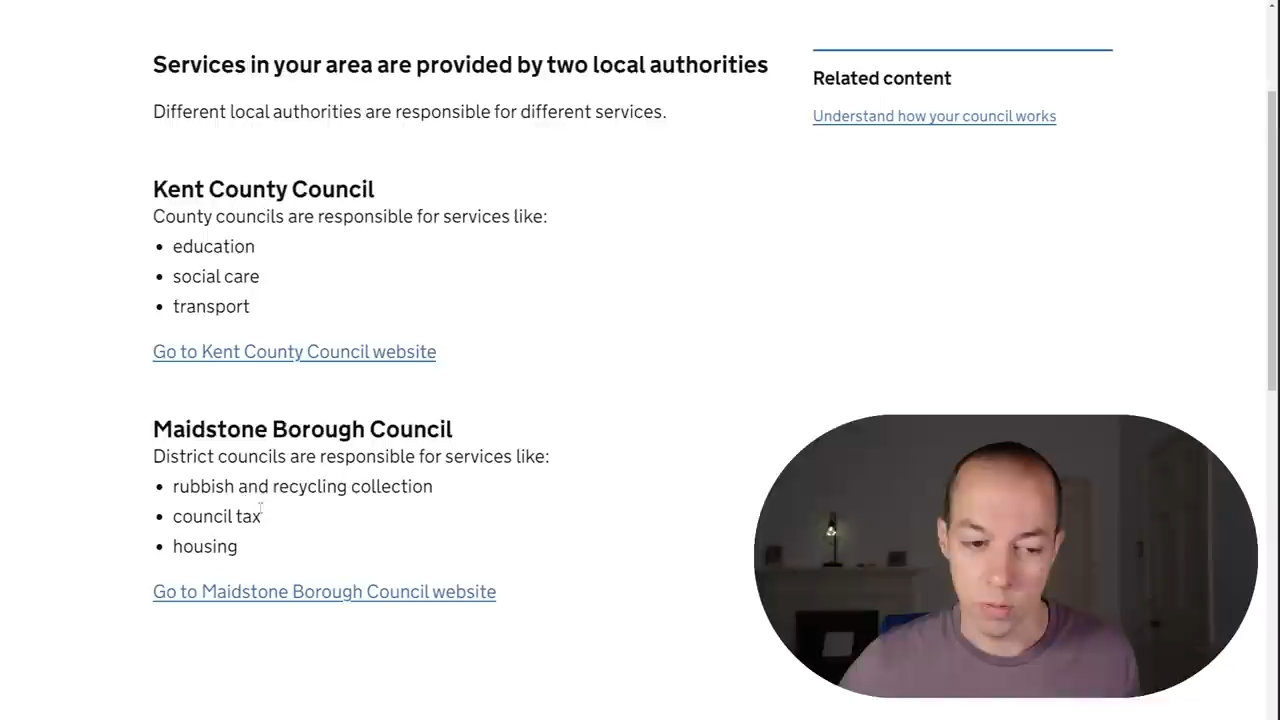 Services in your area are provided by two local authorities
Different local authorities are responsible for different services.
Related content
Understand how your council works
Kent County Council
County councils are responsible for services like:
• education
• social care
• transport
Go to Kent County Council website
Maidstone Borough Council
District councils are responsible for services like:
• rubbish and recycling collection
• council tax
• housing
Go to Maidstone Borough Council website